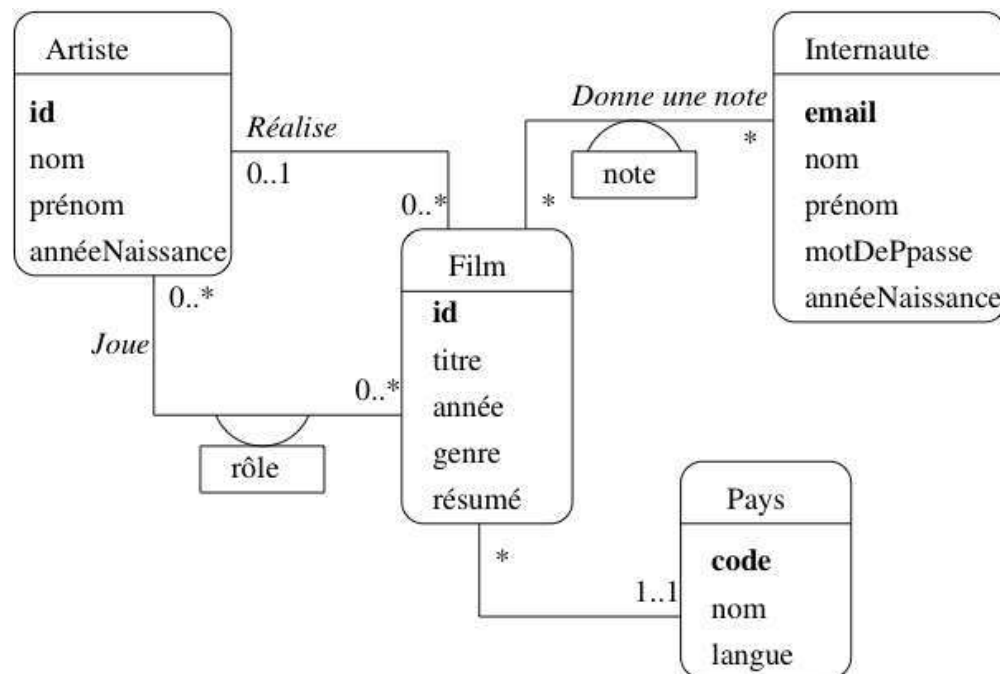 Artiste
id
nom
prénom
annéeNaissance
Réalise
0..1
0..*
0..*
Joue
0..*
rôle
Film
id
titre
année
genre
résumé
Donne une note
*
*
note
Internaute
email
nom
prénom
motDePpasse
annéeNaissance
*
1..1
Pays
code
nom
langue